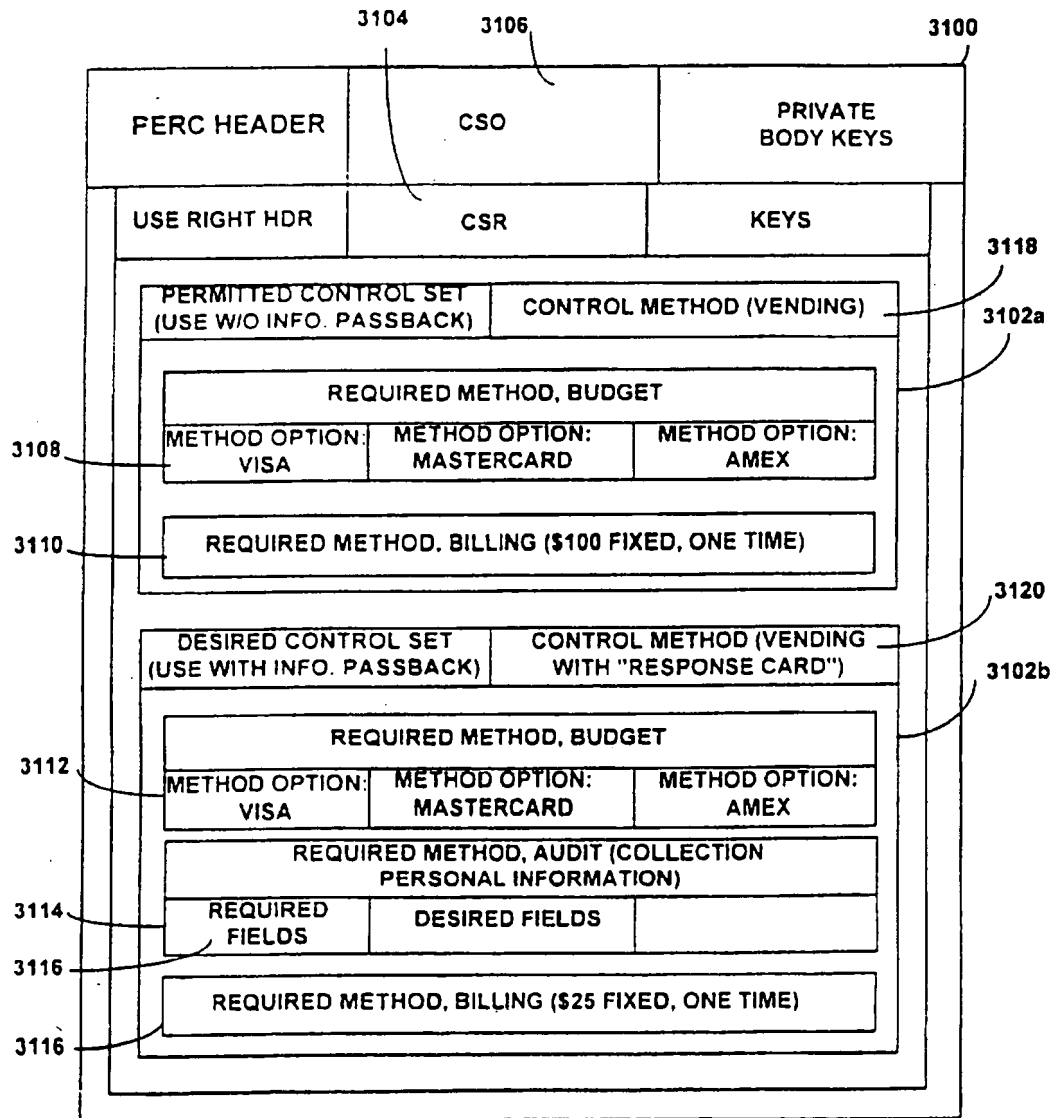 3104
3106
3100
PERC HEADER
CSO
PRIVATE
BODY KEYS
USE RIGHT HDR
CSR
KEYS
3118
PERMITTED CONTROL SET
(USE W/O INFO. PASSBACK)
CONTROL METHOD (VENDING)
3102a
REQUIRED METHOD, BUDGET
3108
METHOD OPTION:
VISA
METHOD OPTION:
MASTERCARD
METHOD OPTION:
AMEX
3110
REQUIRED METHOD. BILLING ($100 FIXED, ONE TIME)
3120
DESIRED CONTROL SET
(USE WITH INFO. PASSBACK)
CONTROL METHOD (VENDING
WITH "RESPONSE CARD")
3102b
REQUIRED METHOD, BUDGET
3112
METHOD OPTION:
VISA
METHOD OPTION:
MASTERCARD
METHOD OPTION:
AMEX
REQUIRED METHOD, AUDIT (COLLECTION
PERSONAL INFORMATION)
3114
REQUIRED
FIELDS
DESIRED FIELDS
3116
REQUIRED METHOD, BILLING ($25 FIXED, ONE TIME)
3116